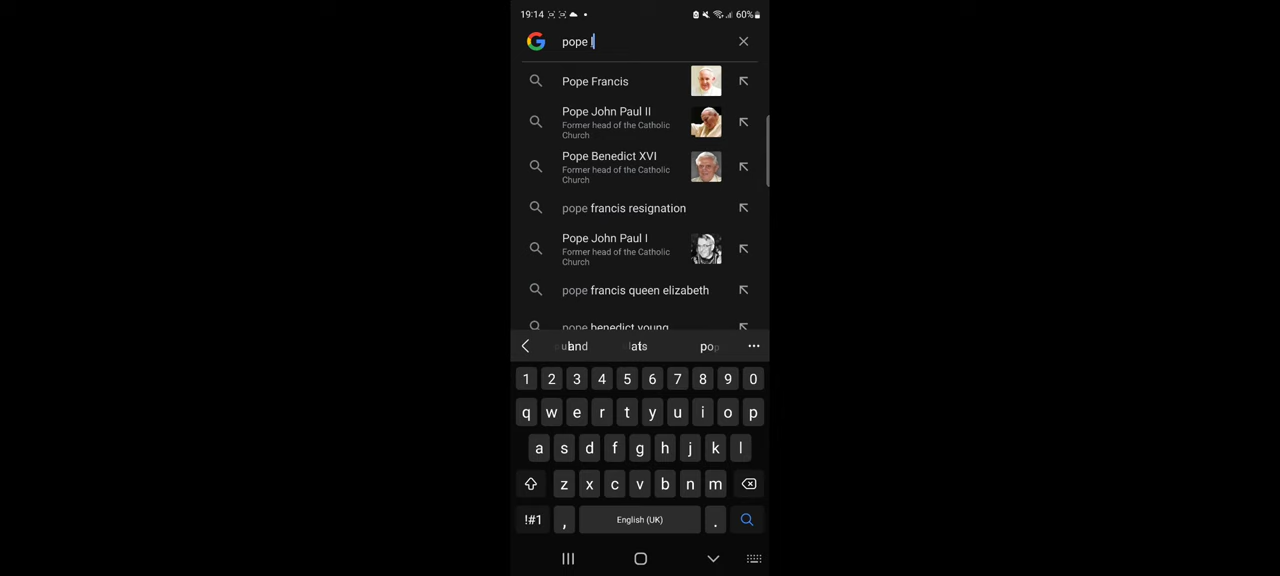 19:14 60%
pope l
Pope Francis
Pope John Paul II
Former head of the Catholic
Church
Pope Benedict XVI
Former head of the Catholic
Church
pope francis resignation
Pope John Paul I
Former head of the Catholic
Church
pope francis queen elizabeth
pope benedict young
1 2 3 4 5 6 7 8 9 0
q w e r t y u i o p
a s d f g h j k l
z x c v b n m
!#1 , English (UK) .